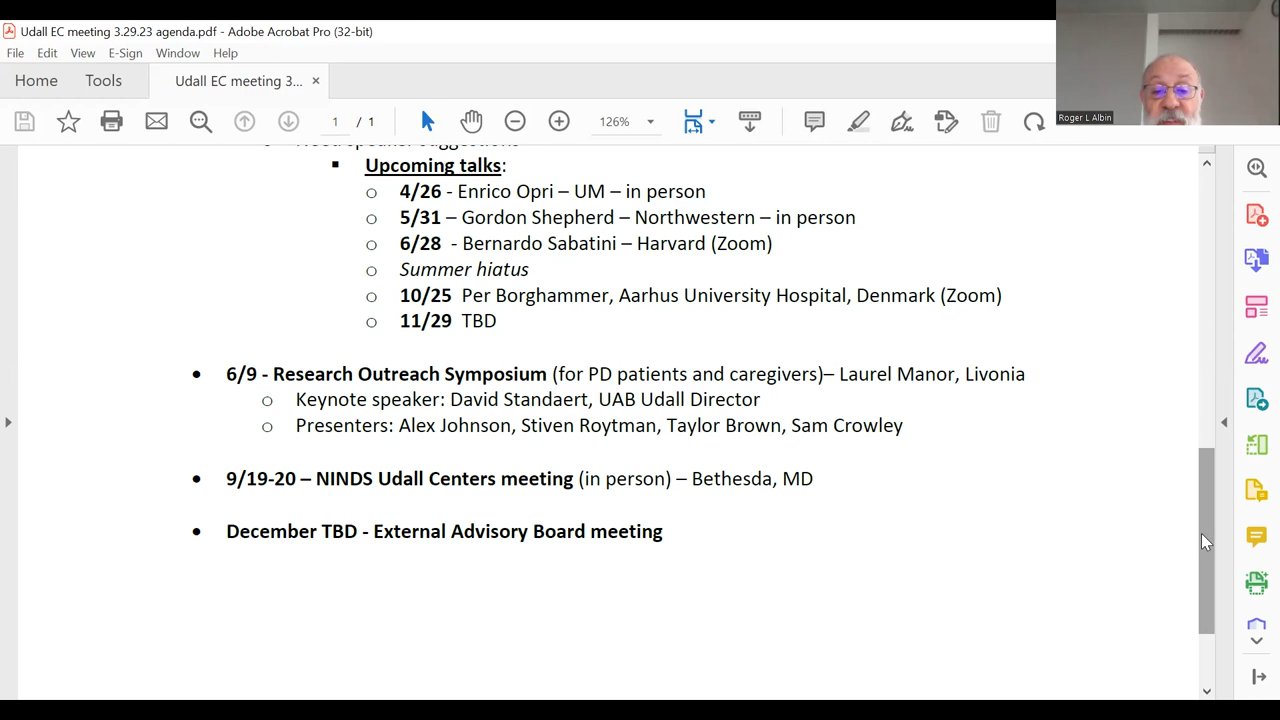 Udall EC meeting 3.29.23 agenda.pdf - Adobe Acrobat Pro (32-bit)
File Edit View E-Sign Window Help
Home Tools Udall EC meeting 3... ×
1 / 1 126%
Roger L Albin
o Need speaker suggestions
▪ Upcoming talks:
o 4/26 - Enrico Opri – UM – in person
o 5/31 – Gordon Shepherd – Northwestern – in person
o 6/28 - Bernardo Sabatini – Harvard (Zoom)
o Summer hiatus
o 10/25 Per Borghammer, Aarhus University Hospital, Denmark (Zoom)
o 11/29 TBD
• 6/9 - Research Outreach Symposium (for PD patients and caregivers)– Laurel Manor, Livonia
o Keynote speaker: David Standaert, UAB Udall Director
o Presenters: Alex Johnson, Stiven Roytman, Taylor Brown, Sam Crowley
• 9/19-20 – NINDS Udall Centers meeting (in person) – Bethesda, MD
• December TBD - External Advisory Board meeting